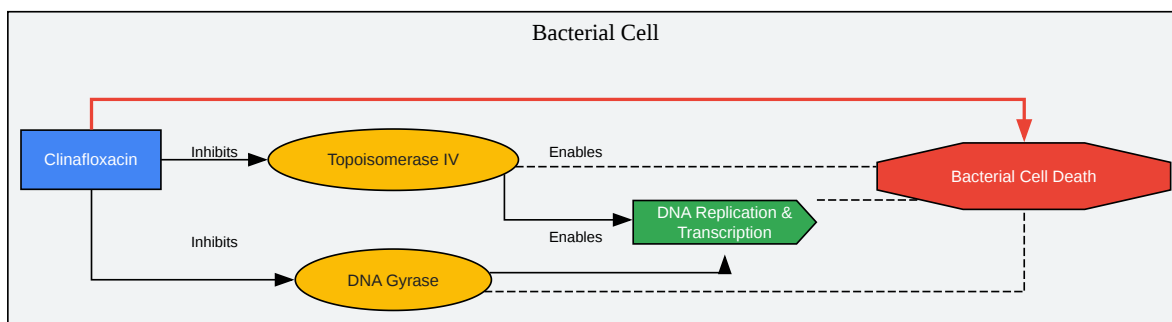 Bacterial Cell
Clinafloxacin
Inhibits
Topoisomerase IV
Enables
Bacterial Cell Death
DNA Replication &
Transcription
Enables
Inhibits
DNA Gyrase